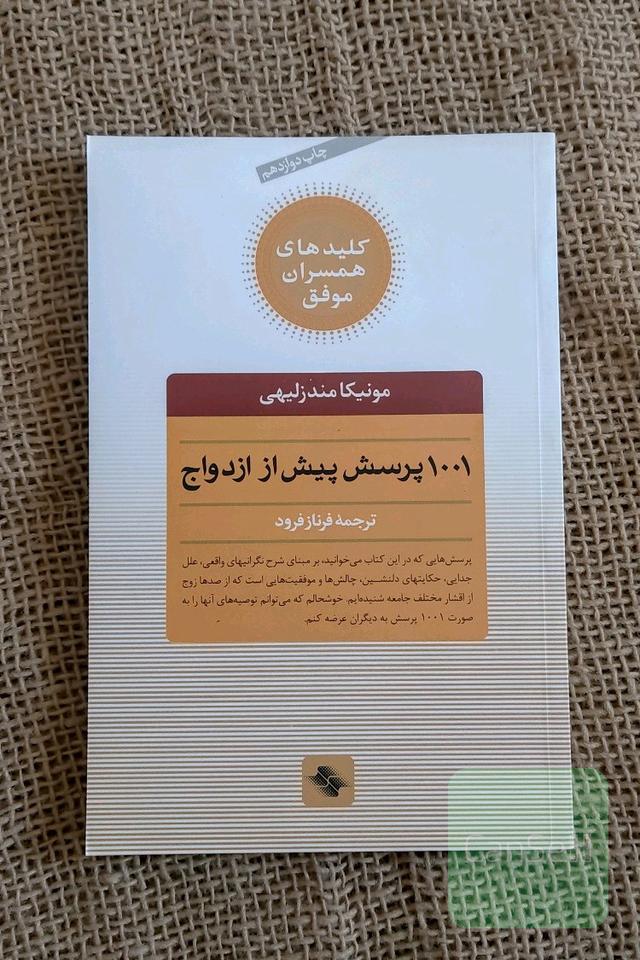 چاپ دوازدهم
کلیدهای
همسران
موفق
مونیکا مندزلیهی
۱۰۰۱ پرسش پیش از ازدواج
ترجمهٔ فرناز فرود
پرسش‌هایی که در این کتاب می‌خوانید، بر مبنای شرح نگرانیهای واقعی، علل
جدایی، حکایتهای دلنشین، چالش‌ها و موفقیت‌هایی است که از صدها زوج
از اقشار مختلف جامعه شنیده‌ایم. خوشحالم که می‌توانم توصیه‌های آنها را به
صورت ۱۰۰۱ پرسش به دیگران عرضه کنم.